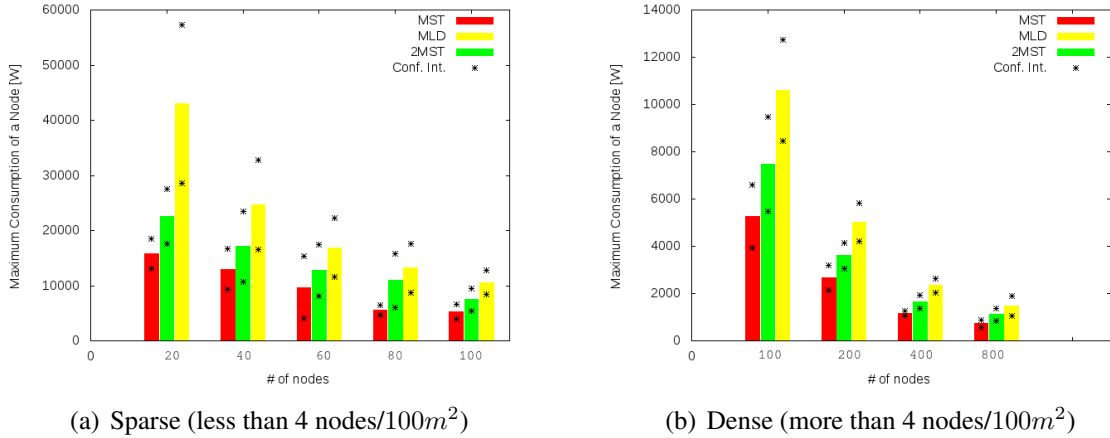 60000
50000
40000
30000
20000
10000
0
Maximum Consumption of a Node [W]
MST
MLD
2MST
Conf. Int.
0 20 40 60 80 100
# of nodes
(a) Sparse (less than 4 nodes/100m²)
14000
12000
10000
8000
6000
4000
2000
0
Maximum Consumption of a Node [W]
MST
MLD
2MST
Conf. Int.
0 100 200 400 800
# of nodes
(b) Dense (more than 4 nodes/100m²)